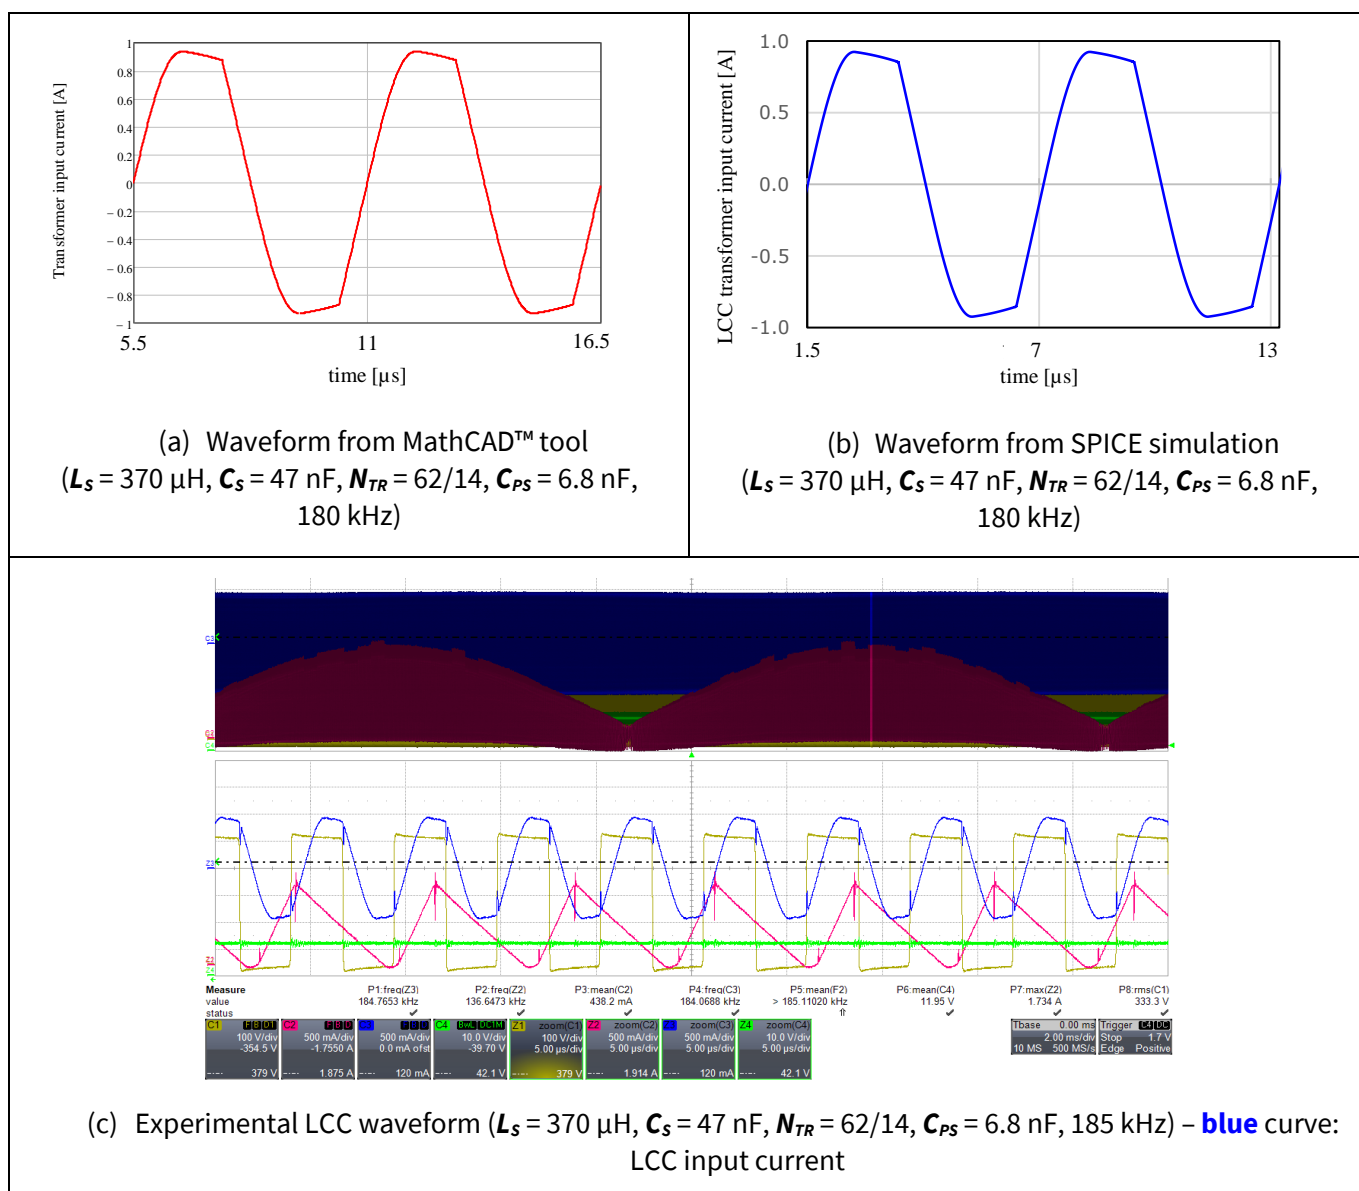 Transformer input current [A]
1
0.8
0.6
0.4
0.2
0
− 0.2
− 0.4
− 0.6
− 0.8
− 1
5.5
11
16.5
time [µs]
(a) Waveform from MathCAD™ tool
(LS = 370 µH, CS = 47 nF, NTR = 62/14, CPS = 6.8 nF,
180 kHz)
LCC transformer input current [A]
1.0
0.5
0.0
-0.5
-1.0
1.5
7
13
time [µs]
(b) Waveform from SPICE simulation
(LS = 370 µH, CS = 47 nF, NTR = 62/14, CPS = 6.8 nF,
180 kHz)
C3
C2
C4
Z3
Z2
Z4
Measure P1:freq(Z3) P2:freq(Z2) P3:mean(C2) P4:freq(C3) P5:mean(F2) P6:mean(C4) P7:max(Z2) P8:rms(C1)
value 184.7653 kHz 136.6473 kHz 438.2 mA 184.0688 kHz > 185.11020 kHz 11.95 V 1.734 A 333.3 V
status
C1 F B D1 C2 C4 BwL DC1M Z1 zoom(C1) Z2 zoom(C2) Z3 zoom(C3) Z4 zoom(C4) Tbase 0.00 ms Trigger C4 DC
100 V/div 500 mA/div 500 mA/div 10.0 V/div 100 V/div 500 mA/div 500 mA/div 10.0 V/div 2.00 ms/div Stop 1.7 V
-354.5 V -1.7550 A 0.0 mA ofst -39.70 V 5.00 µs/div 5.00 µs/div 5.00 µs/div 5.00 µs/div 10 MS 500 MS/s Edge Positive
379 V 1.875 A 120 mA 42.1 V 379 V 1.914 A 120 mA 42.1 V
(c) Experimental LCC waveform (LS = 370 µH, CS = 47 nF, NTR = 62/14, CPS = 6.8 nF, 185 kHz) – blue curve:
LCC input current